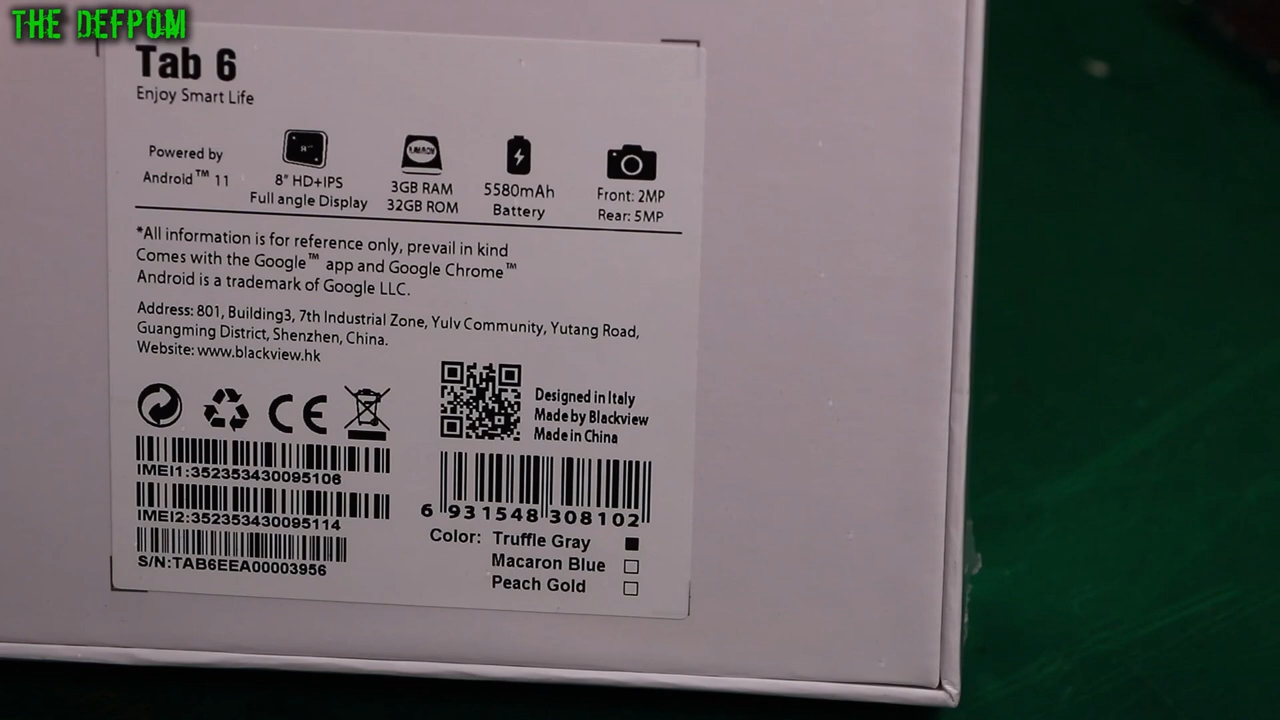 THE DEFPOM
Tab 6
Enjoy Smart Life
Powered by
Android™ 11
8" HD+IPS
Full angle Display
3GB RAM
32GB ROM
5580mAh
Battery
Front: 2MP
Rear: 5MP
*All information is for reference only, prevail in kind
Comes with the Google™ app and Google Chrome™
Android is a trademark of Google LLC.
Address: 801, Building3, 7th Industrial Zone, Yulv Community, Yutang Road,
Guangming District, Shenzhen, China.
Website: www.blackview.hk
CE
Designed in Italy
Made by Blackview
Made in China
IMEI1:352353430095106
IMEI2:352353430095114
S/N:TAB6EEA00003956
6 931548 308102
Color: Truffle Gray
Macaron Blue
Peach Gold